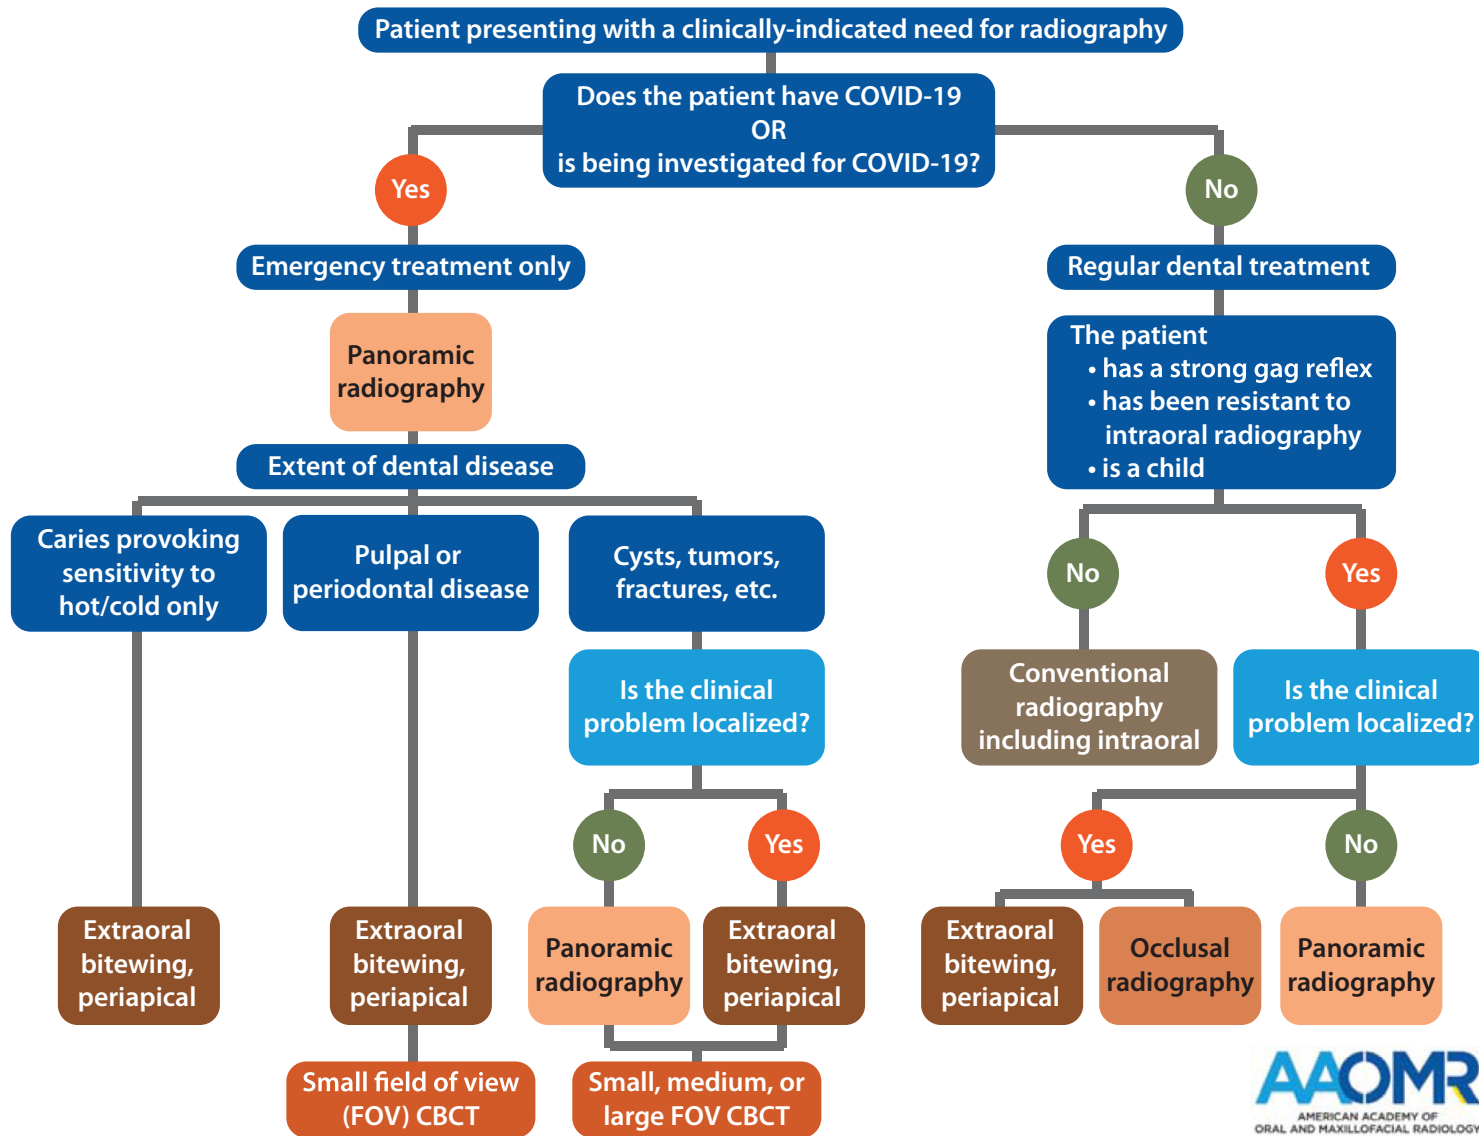 Patient presenting with a clinically-indicated need for radiography
Does the patient have COVID-19
OR
is being investigated for COVID-19?
Yes
No
Emergency treatment only
Regular dental treatment
Panoramic
radiography
The patient
• has a strong gag reflex
• has been resistant to
intraoral radiography
• is a child
Extent of dental disease
Caries provoking
sensitivity to
hot/cold only
Pulpal or
periodontal disease
Cysts, tumors,
fractures, etc.
No
Yes
Is the clinical
problem localized?
Conventional
radiography
including intraoral
Is the clinical
problem localized?
No
Yes
Yes
No
Extraoral
bitewing,
periapical
Extraoral
bitewing,
periapical
Panoramic
radiography
Extraoral
bitewing,
periapical
Extraoral
bitewing,
periapical
Occlusal
radiography
Panoramic
radiography
Small field of view
(FOV) CBCT
Small, medium, or
large FOV CBCT
AAOMR
AMERICAN ACADEMY OF
ORAL AND MAXILLOFACIAL RADIOLOGY